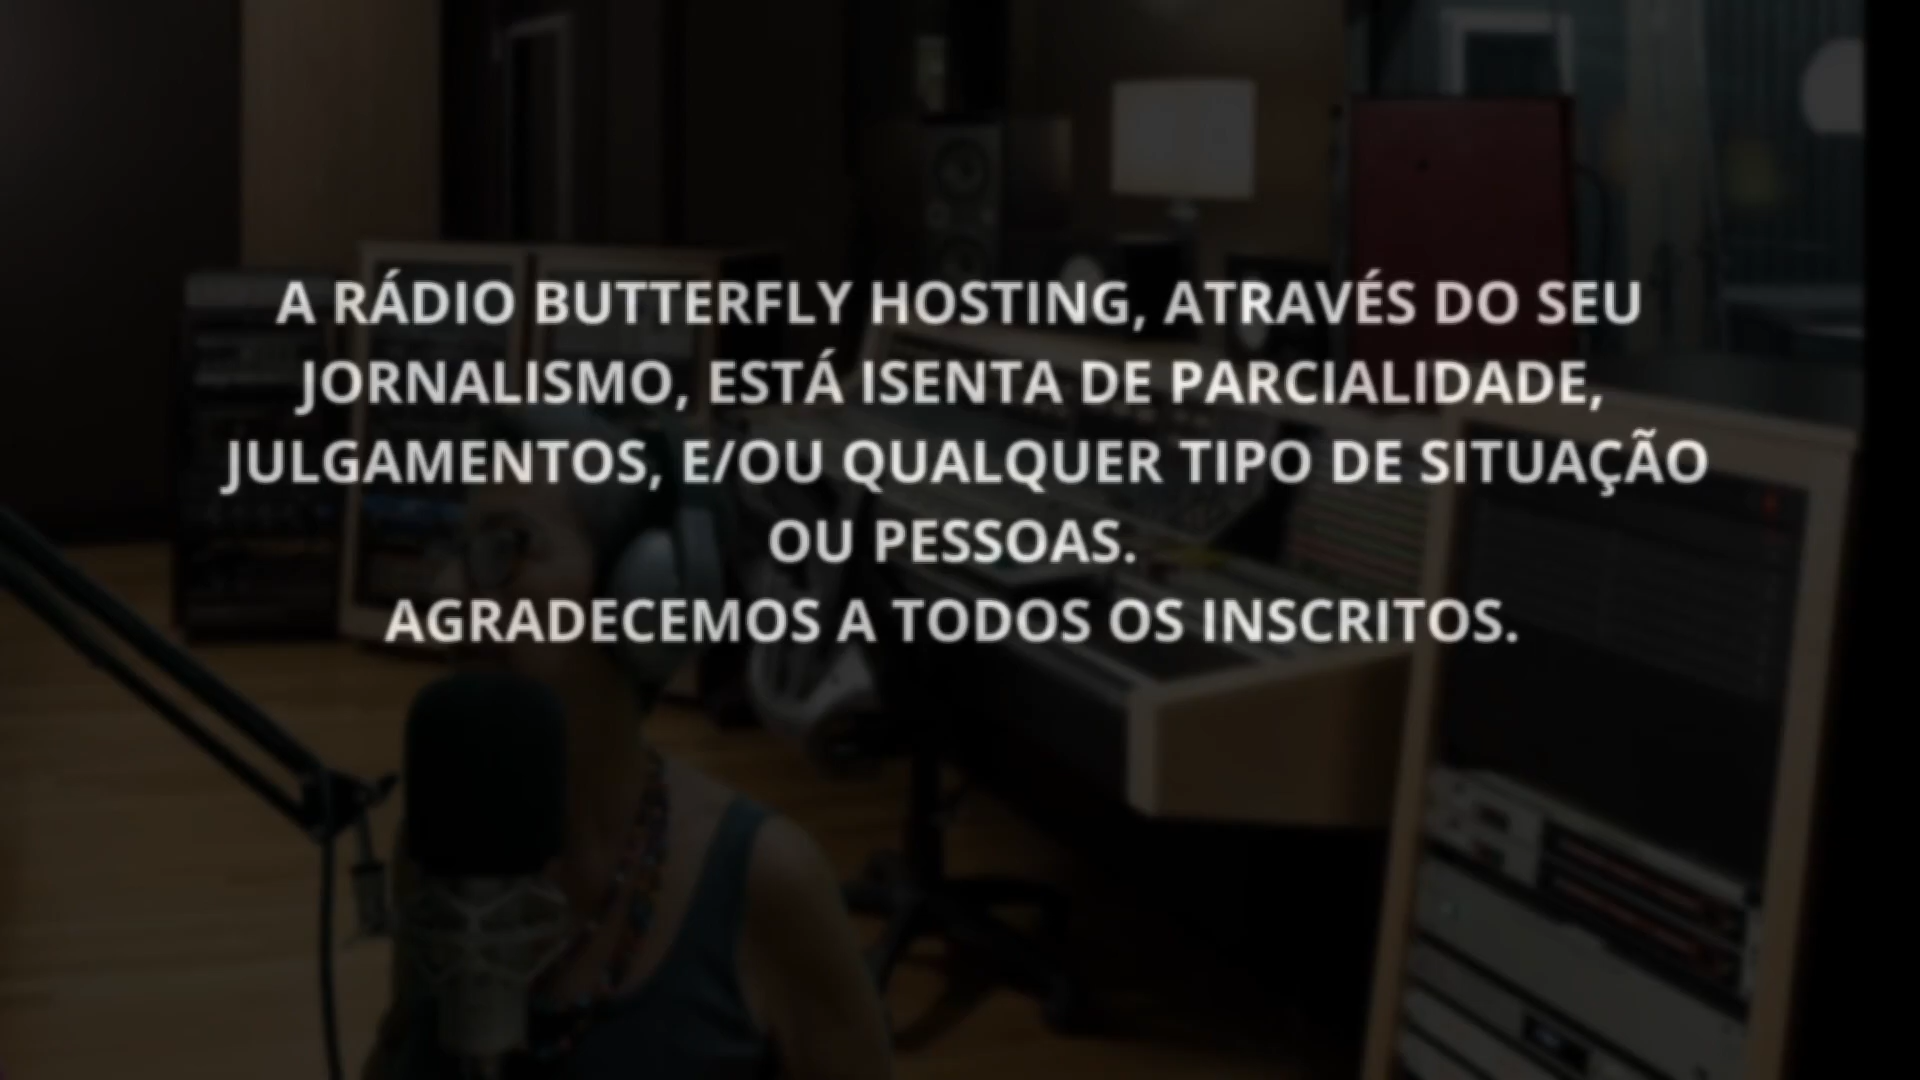 A RÁDIO BUTTERFLY HOSTING, ATRAVÉS DO SEU
JORNALISMO, ESTÁ ISENTA DE PARCIALIDADE,
JULGAMENTOS, E/OU QUALQUER TIPO DE SITUAÇÃO
OU PESSOAS.
AGRADECEMOS A TODOS OS INSCRITOS.